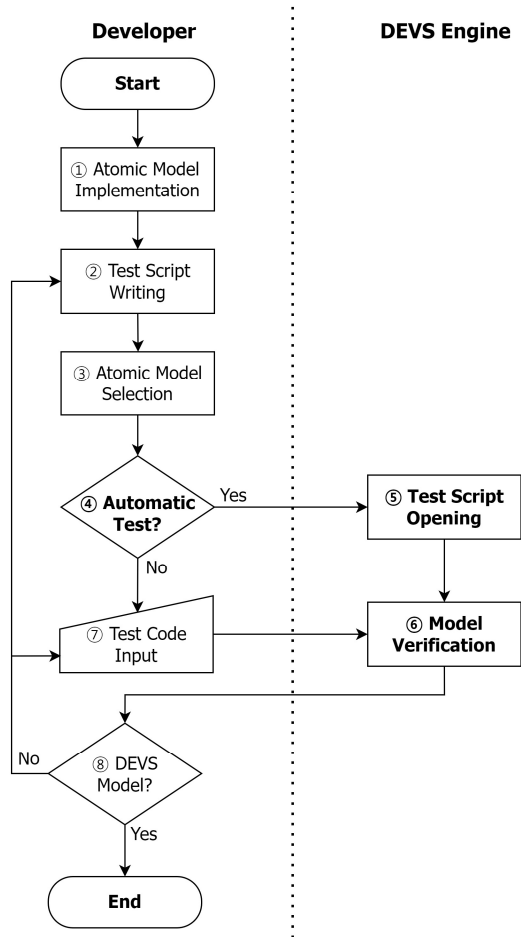 Developer
DEVS Engine
Start
① Atomic Model
Implementation
② Test Script
Writing
③ Atomic Model
Selection
④ Automatic
Test?
Yes
⑤ Test Script
Opening
No
⑦ Test Code
Input
⑥ Model
Verification
⑧ DEVS
Model?
No
Yes
End